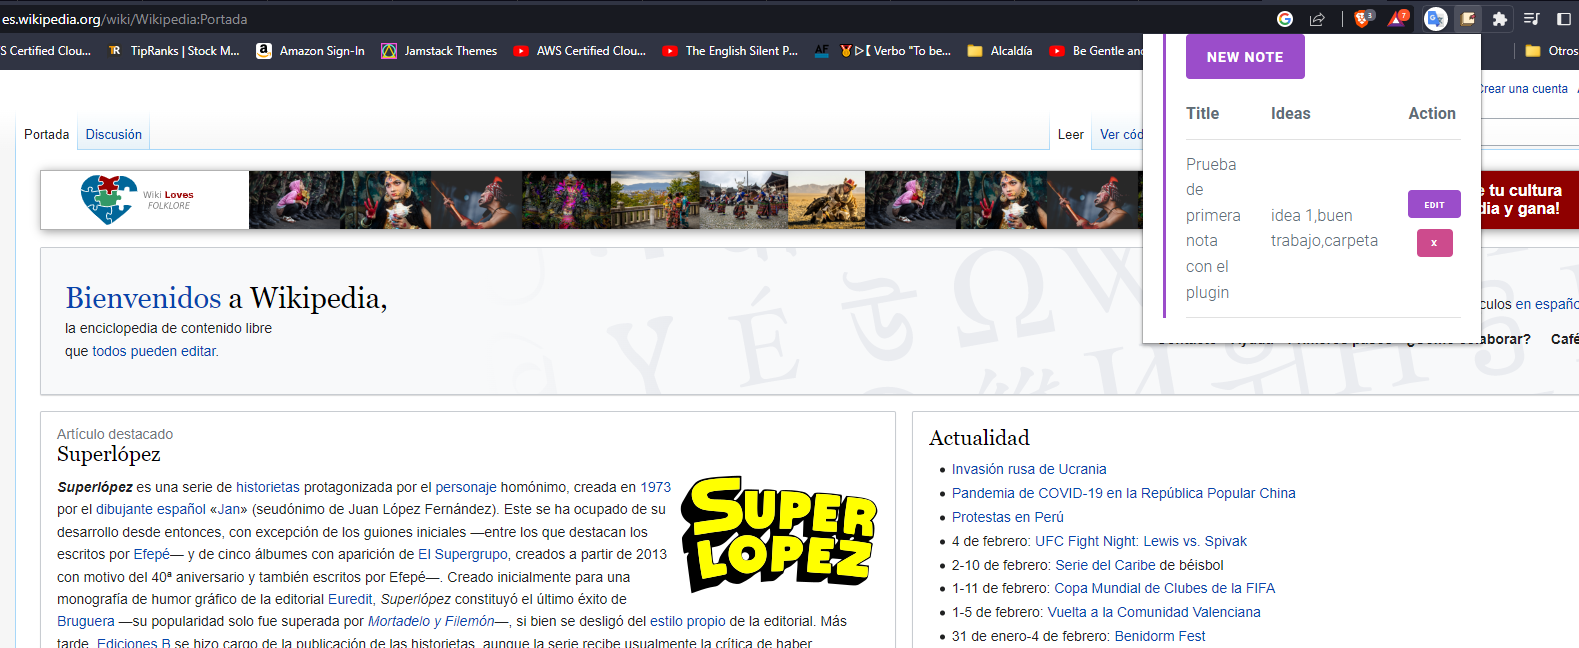 es.wikipedia.org/wiki/Wikipedia:Portada
S Certified Clou... TR TipRanks | Stock M... a Amazon Sign-In Jamstack Themes AWS Certified Clou... The English Silent P... AF Verbo "To be... Alcaldía Be Gentle and Otros
NEW NOTE
Title Ideas Action
Prueba
de
primera
nota
con el
plugin
idea 1,buen
trabajo,carpeta
EDIT
x
Crear una cuenta
Portada Discusión Leer Ver cód
Wiki Loves
FOLKLORE
e tu cultura
dia y gana!
Bienvenidos a Wikipedia,
la enciclopedia de contenido libre
que todos pueden editar.
culos en españo
aborar? Café
Artículo destacado
Superlópez
Superlópez es una serie de historietas protagonizada por el personaje homónimo, creada en 1973
por el dibujante español «Jan» (seudónimo de Juan López Fernández). Este se ha ocupado de su
desarrollo desde entonces, con excepción de los guiones iniciales —entre los que destacan los
escritos por Efepé— y de cinco álbumes con aparición de El Supergrupo, creados a partir de 2013
con motivo del 40ª aniversario y también escritos por Efepé—. Creado inicialmente para una
monografía de humor gráfico de la editorial Euredit, Superlópez constituyó el último éxito de
Bruguera —su popularidad solo fue superada por Mortadelo y Filemón—, si bien se desligó del estilo propio de la editorial. Más
tarde, Ediciones B se hizo cargo de la publicación de las historietas, aunque la serie recibe usualmente la crítica de haber
SUPER
LOPEZ
Actualidad
Invasión rusa de Ucrania
Pandemia de COVID-19 en la República Popular China
Protestas en Perú
4 de febrero: UFC Fight Night: Lewis vs. Spivak
2-10 de febrero: Serie del Caribe de béisbol
1-11 de febrero: Copa Mundial de Clubes de la FIFA
1-5 de febrero: Vuelta a la Comunidad Valenciana
31 de enero-4 de febrero: Benidorm Fest